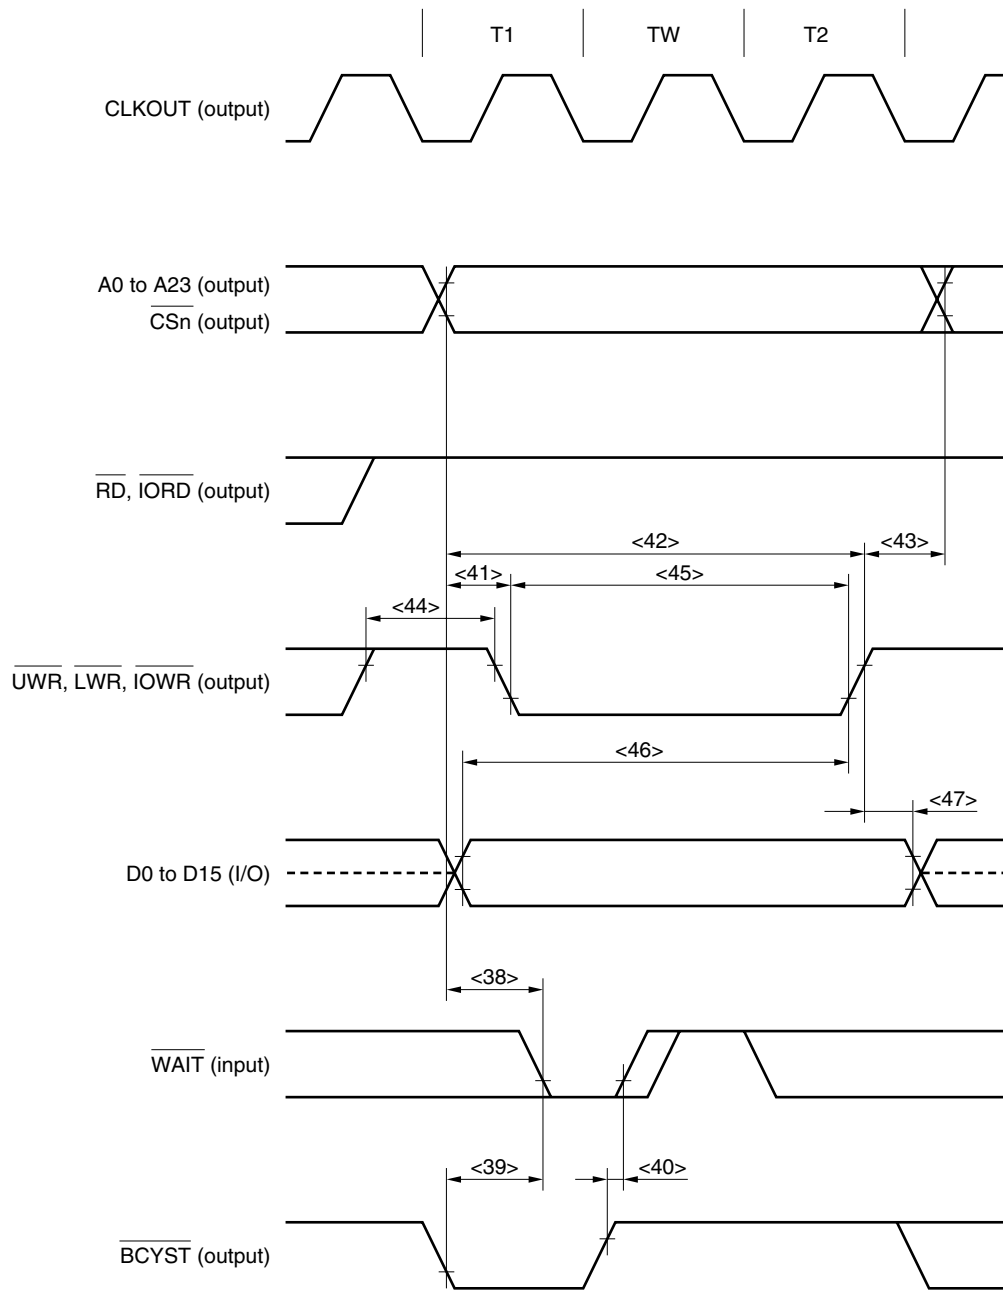 T1 TW T2
CLKOUT (output)
A0 to A23 (output)
CSn (output)
RD, IORD (output)
<42> <43>
<41> <45>
<44>
UWR, LWR, IOWR (output)
<46>
<47>
D0 to D15 (I/O)
<38>
WAIT (input)
<39> <40>
BCYST (output)